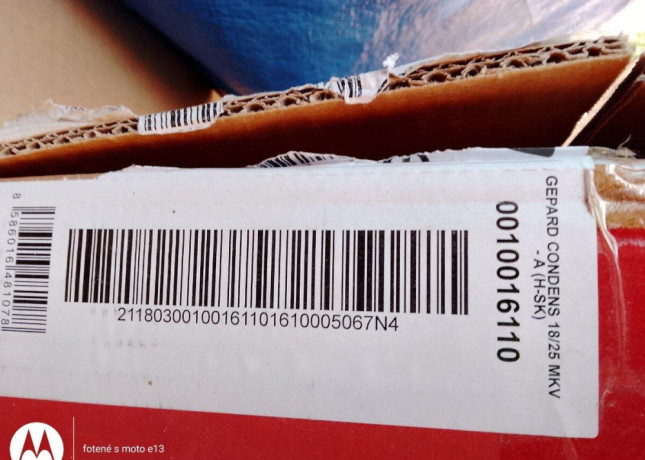 GEPARD CONDENS 18/25 MKV
- A (H-SK)
0010016110
21180300100161101610005067N4
8 586016 481078
fotené s moto e13